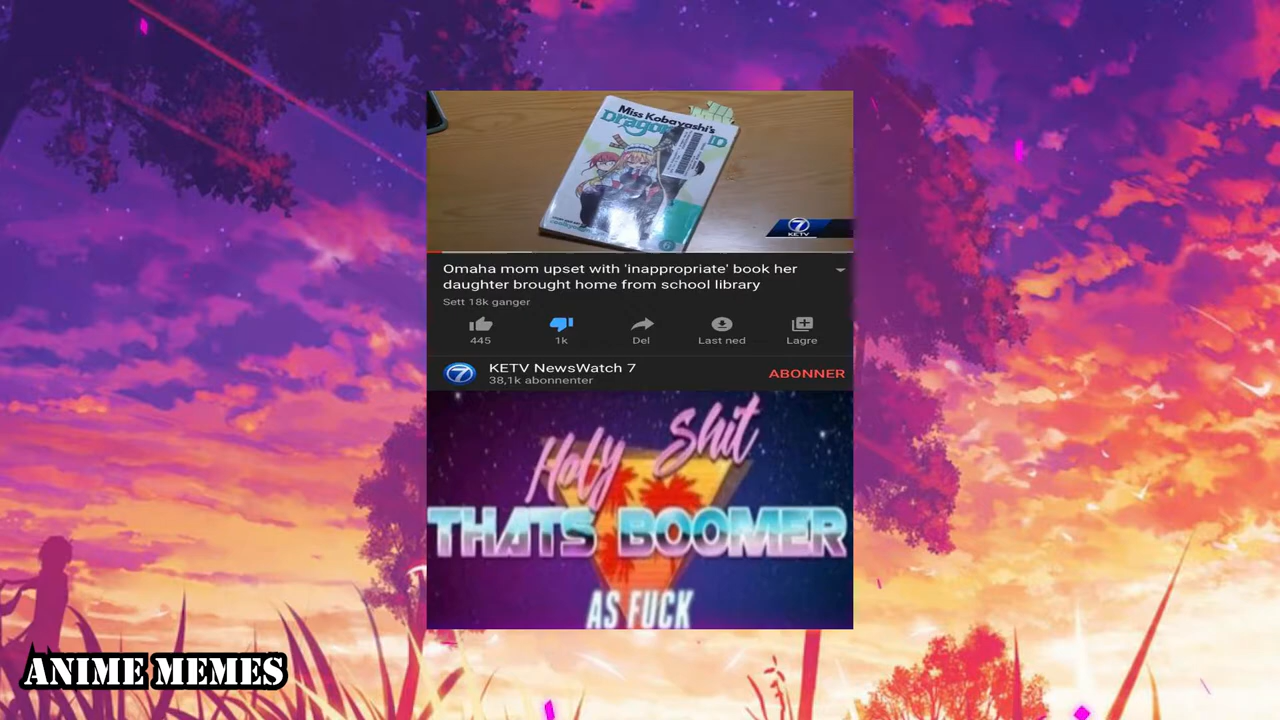 Miss Kobayashi's
Dragon
7
KETV
Omaha mom upset with 'inappropriate' book her
daughter brought home from school library
Sett 18k ganger
445
1k
Del
Last ned
Lagre
7
KETV NewsWatch 7
38,1k abonnenter
ABONNER
Holy Shit
THATS BOOMER
AS FUCK
ANIME MEMES